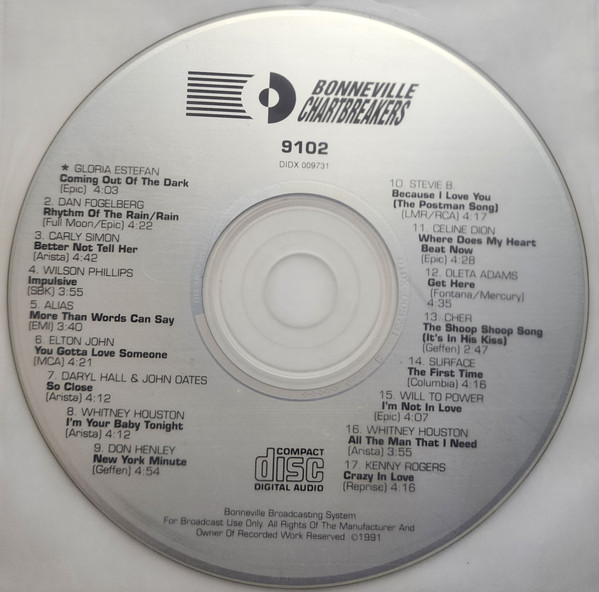 BONNEVILLE
CHARTBREAKERS
9102
DIDX 009731
★ GLORIA ESTEFAN
Coming Out Of The Dark
(Epic) 4:03
2. DAN FOGELBERG
Rhythm Of The Rain/Rain
(Full Moon/Epic) 4:22
3. CARLY SIMON
Better Not Tell Her
(Arista) 4:42
4. WILSON PHILLIPS
Impulsive
(SBK) 3:55
5. ALIAS
More Than Words Can Say
(EMI) 3:40
6. ELTON JOHN
You Gotta Love Someone
(MCA) 4:21
7. DARYL HALL & JOHN OATES
So Close
(Arista) 4:12
8. WHITNEY HOUSTON
I'm Your Baby Tonight
(Arista) 4:12
9. DON HENLEY
New York Minute
(Geffen) 4:54
10. STEVIE B.
Because I Love You
(The Postman Song)
(LMR/RCA) 4:17
11. CELINE DION
Where Does My Heart
Beat Now
(Epic) 4:28
12. OLETA ADAMS
Get Here
(Fontana/Mercury)
4:35
13. CHER
The Shoop Shoop Song
(It's In His Kiss)
(Geffen) 2:47
14. SURFACE
The First Time
(Columbia) 4:16
15. WILL TO POWER
I'm Not In Love
(Epic) 4:07
16. WHITNEY HOUSTON
All The Man That I Need
(Arista) 3:55
17. KENNY ROGERS
Crazy In Love
(Reprise) 4:16
COMPACT
disc
DIGITAL AUDIO
Bonneville Broadcasting System
For Broadcast Use Only. All Rights Of The Manufacturer And
Owner Of Recorded Work Reserved ©1991